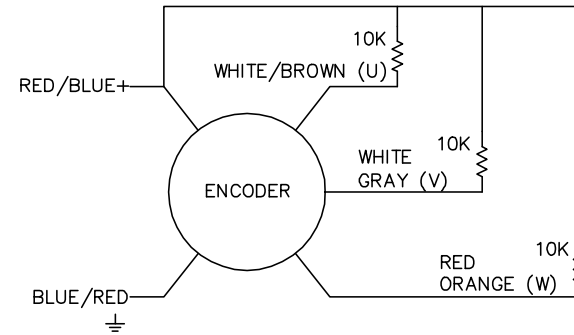 10K
WHITE/BROWN (U)
RED/BLUE+
10K
WHITE
GRAY (V)
ENCODER
10K
RED
ORANGE (W)
BLUE/RED-